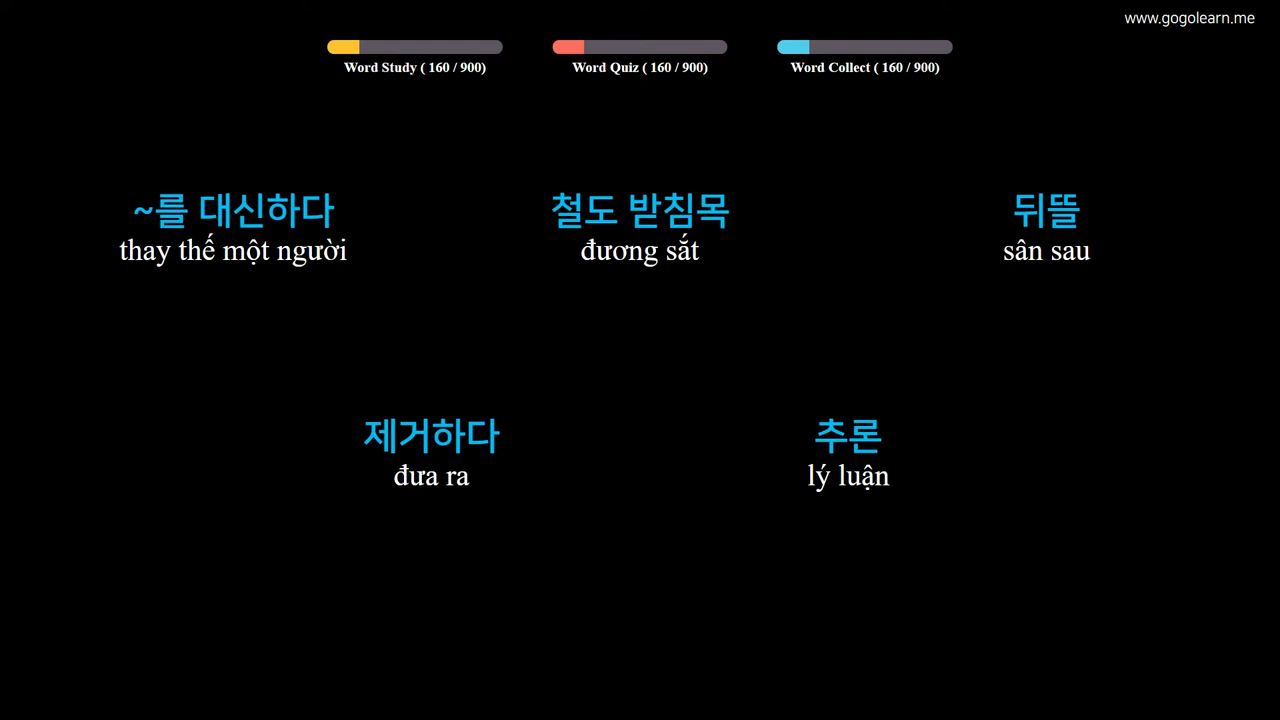 www.gogolearn.me
Word Study ( 160 / 900)
Word Quiz ( 160 / 900)
Word Collect ( 160 / 900)
~를 대신하다
thay thế một người
철도 받침목
đương sắt
뒤뜰
sân sau
제거하다
đưa ra
추론
lý luận